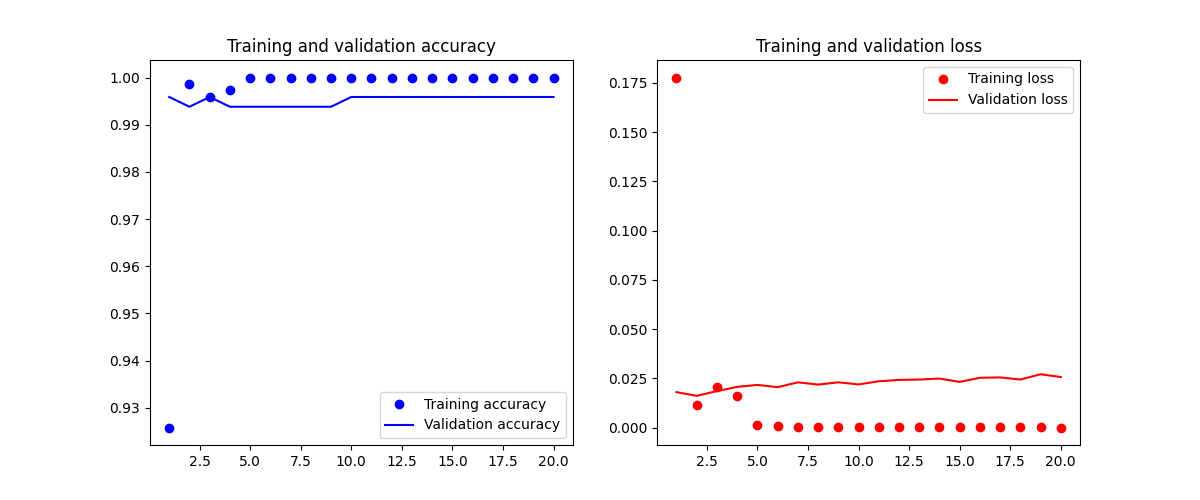 Training and validation accuracy
1.00
0.99
0.98
0.97
0.96
0.95
0.94
0.93
Training accuracy
Validation accuracy
2.5 5.0 7.5 10.0 12.5 15.0 17.5 20.0
Training and validation loss
0.175
0.150
0.125
0.100
0.075
0.050
0.025
0.000
Training loss
Validation loss
2.5 5.0 7.5 10.0 12.5 15.0 17.5 20.0